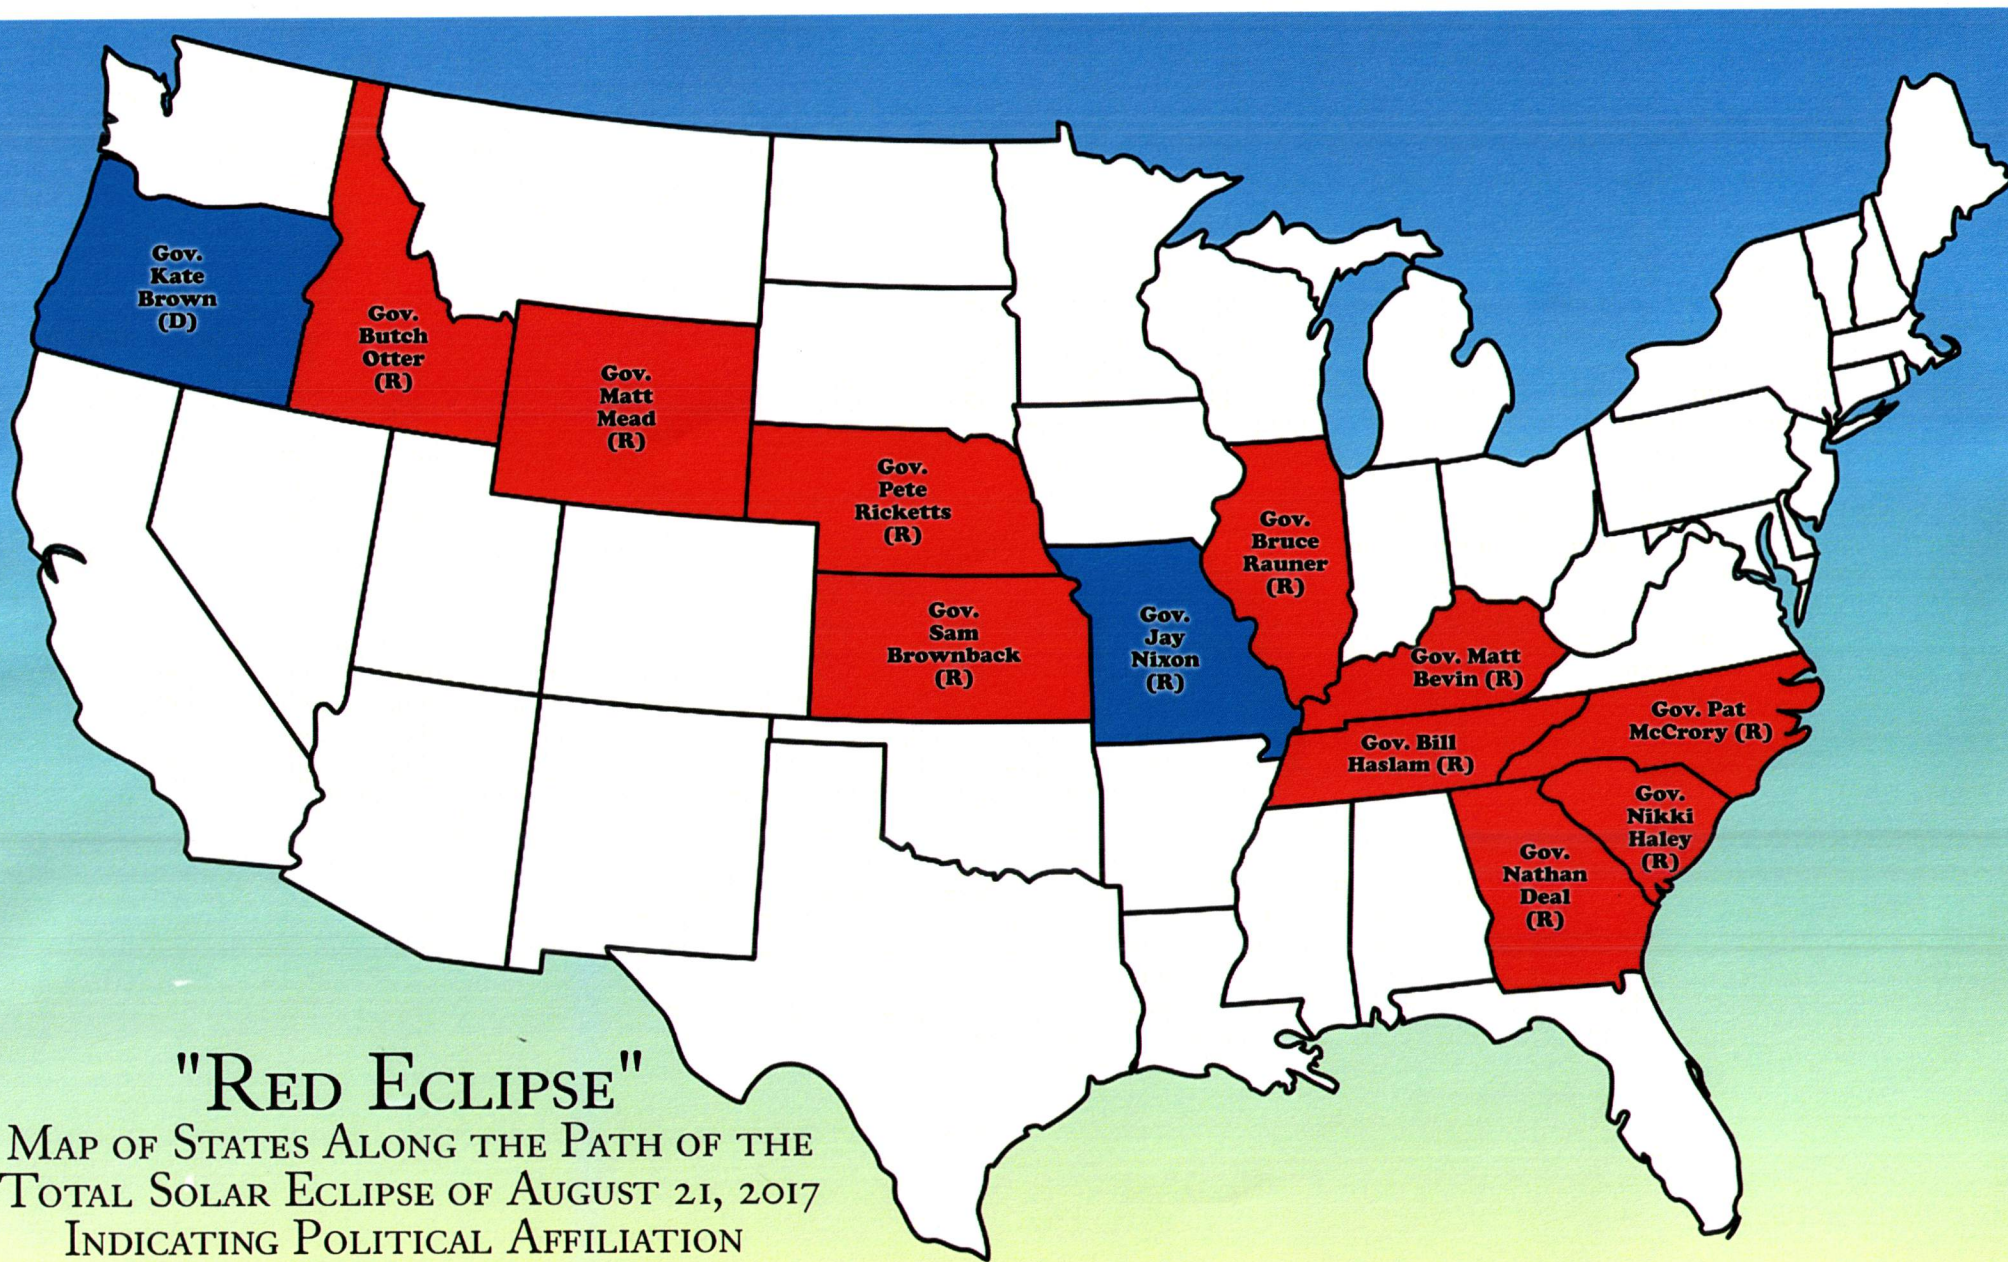 Gov.
Kate
Brown
(D)
Gov.
Butch
Otter
(R)
Gov.
Matt
Mead
(R)
Gov.
Pete
Ricketts
(R)
Gov.
Sam
Brownback
(R)
Gov.
Jay
Nixon
(R)
Gov.
Bruce
Rauner
(R)
Gov. Matt
Bevin (R)
Gov. Bill
Haslam (R)
Gov. Pat
McCrory (R)
Gov.
Nikki
Haley
(R)
Gov.
Nathan
Deal
(R)
"Red Eclipse"
Map of States Along the Path of the
Total Solar Eclipse of August 21, 2017
Indicating Political Affiliation